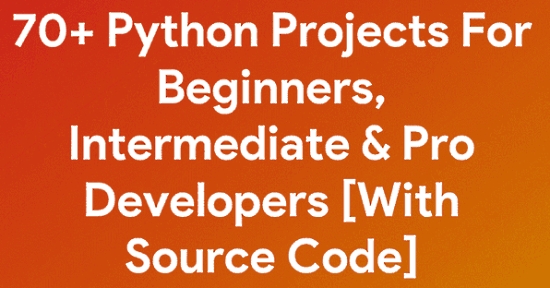 70+ Python Projects For
Beginners,
Intermediate & Pro
Developers [With
Source Code]